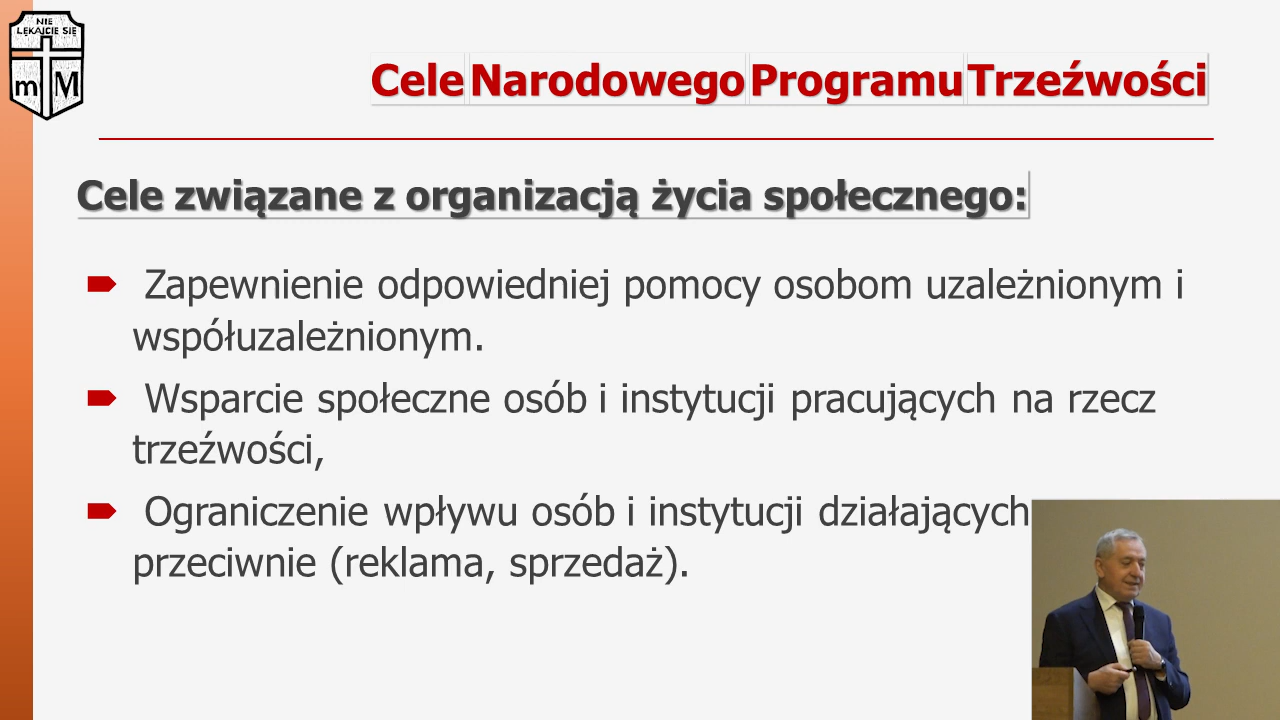 NIE
LĘKAJCIE SIĘ
m M
Cele Narodowego Programu Trzeźwości
Cele związane z organizacją życia społecznego:
Zapewnienie odpowiedniej pomocy osobom uzależnionym i
współuzależnionym.
Wsparcie społeczne osób i instytucji pracujących na rzecz
trzeźwości,
Ograniczenie wpływu osób i instytucji działających
przeciwnie (reklama, sprzedaż).